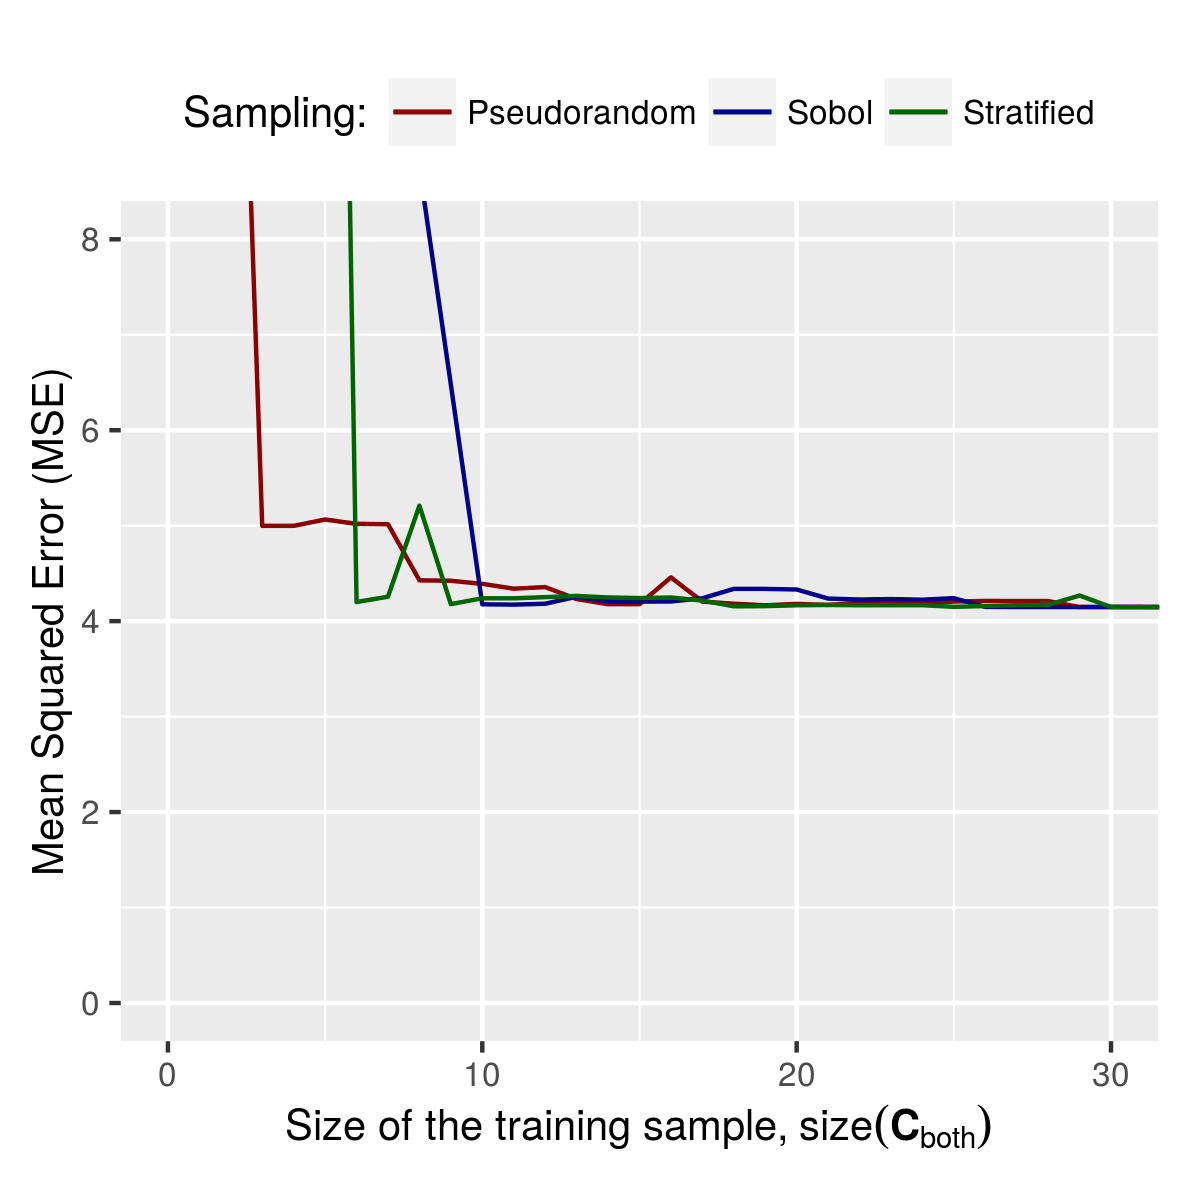 Sampling: Pseudorandom Sobol Stratified
8
6
4
2
0
Mean Squared Error (MSE)
0 10 20 30
Size of the training sample, size(C_both)